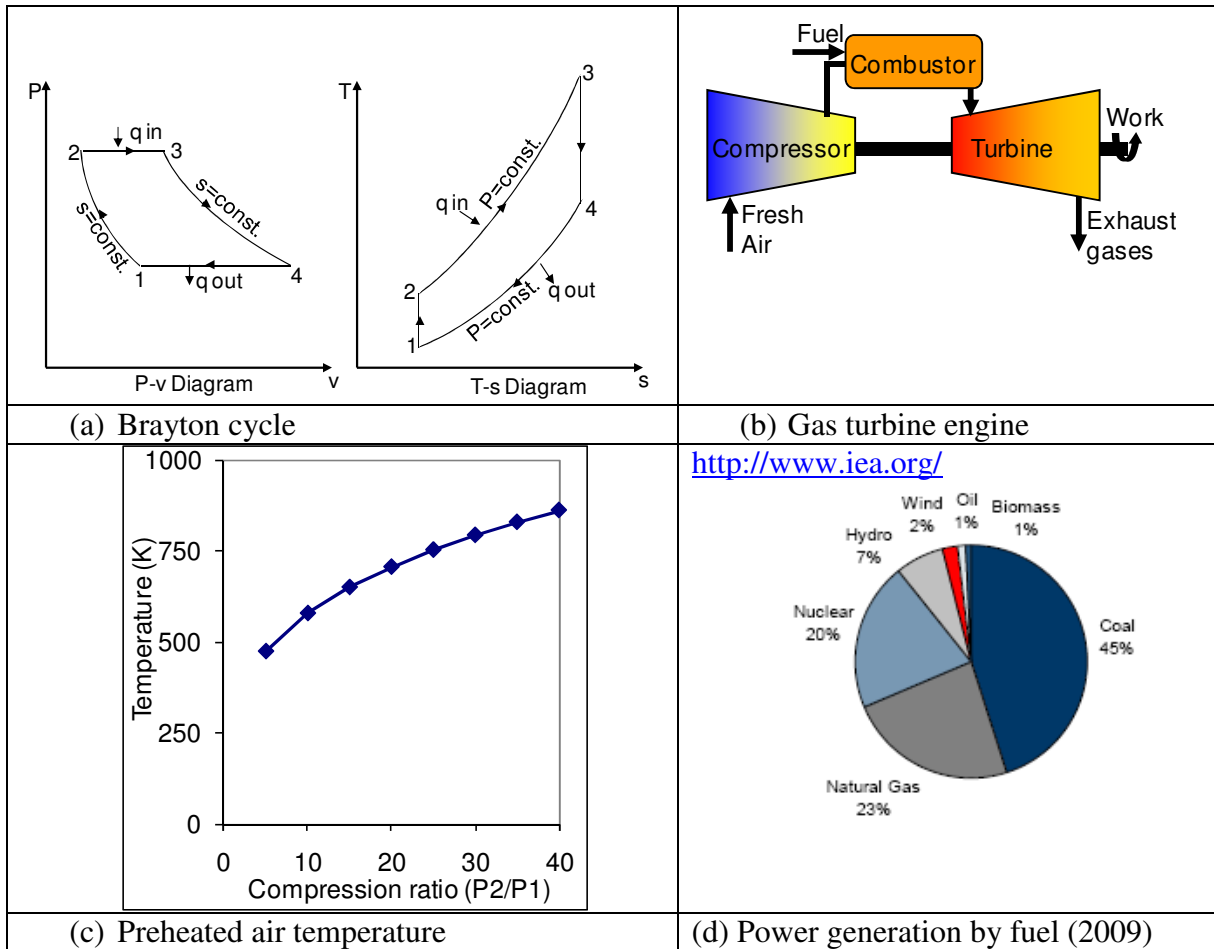 P
q in
2
3
s=const.
s=const.
1
4
q out
P-v Diagram
v
T
3
P=const.
q in
4
2
P=const.
q out
1
T-s Diagram
s
(a) Brayton cycle
Fuel
Combustor
Compressor
Turbine
Work
Fresh
Air
Exhaust
gases
(b) Gas turbine engine
1000
750
500
250
0
Temperature (K)
0 10 20 30 40
Compression ratio (P2/P1)
(c) Preheated air temperature
http://www.iea.org/
Wind
2%
Oil
1%
Biomass
1%
Hydro
7%
Nuclear
20%
Coal
45%
Natural Gas
23%
(d) Power generation by fuel (2009)